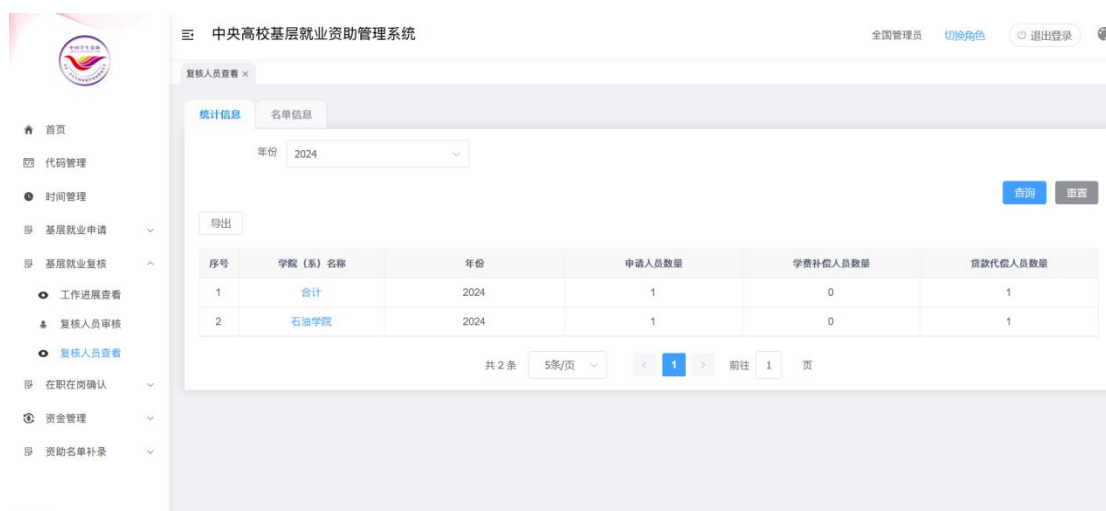 中央高校基层就业资助管理系统
全国管理员 切换角色 退出登录
复核人员查看 ×
统计信息 名单信息
首页
代码管理
时间管理
基层就业申请
基层就业复核
工作进展查看
复核人员审核
复核人员查看
在职在岗确认
资金管理
资助名单补录
年份 2024
查询 重置
导出
序号 学院（系）名称 年份 申请人员数量 学费补偿人员数量 贷款代偿人员数量
1 合计 2024 1 0 1
2 石油学院 2024 1 0 1
共 2 条 5条/页 < 1 > 前往 1 页